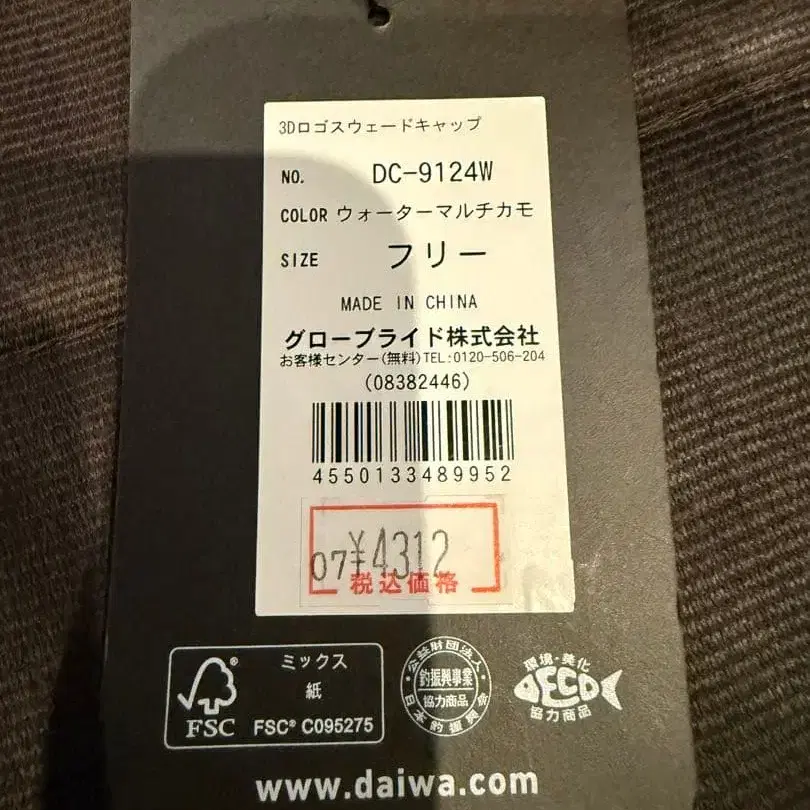 3Dロゴスウェードキャップ
NO. DC-9124W
COLOR ウォーターマルチカモ
SIZE フリー
MADE IN CHINA
グローブライド株式会社
お客様センター(無料)TEL:0120-506-204
(08382446)
4550133489952
07¥4312
税込価格
FSC
ミックス
紙
FSC® C095275
公益財団法人
釣振興事業
協力商品
日本釣振興会
環境・美化
DECO
協力商品
www.daiwa.com